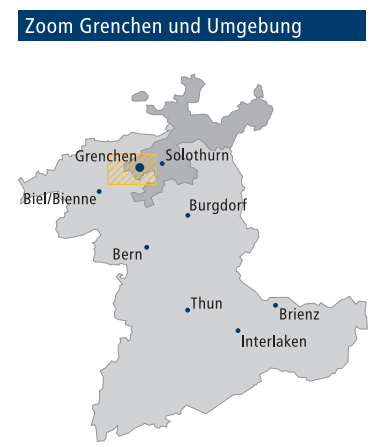 Zoom Grenchen und Umgebung
Grenchen
Solothurn
Biel/Bienne
Burgdorf
Bern
Thun
Brienz
Interlaken